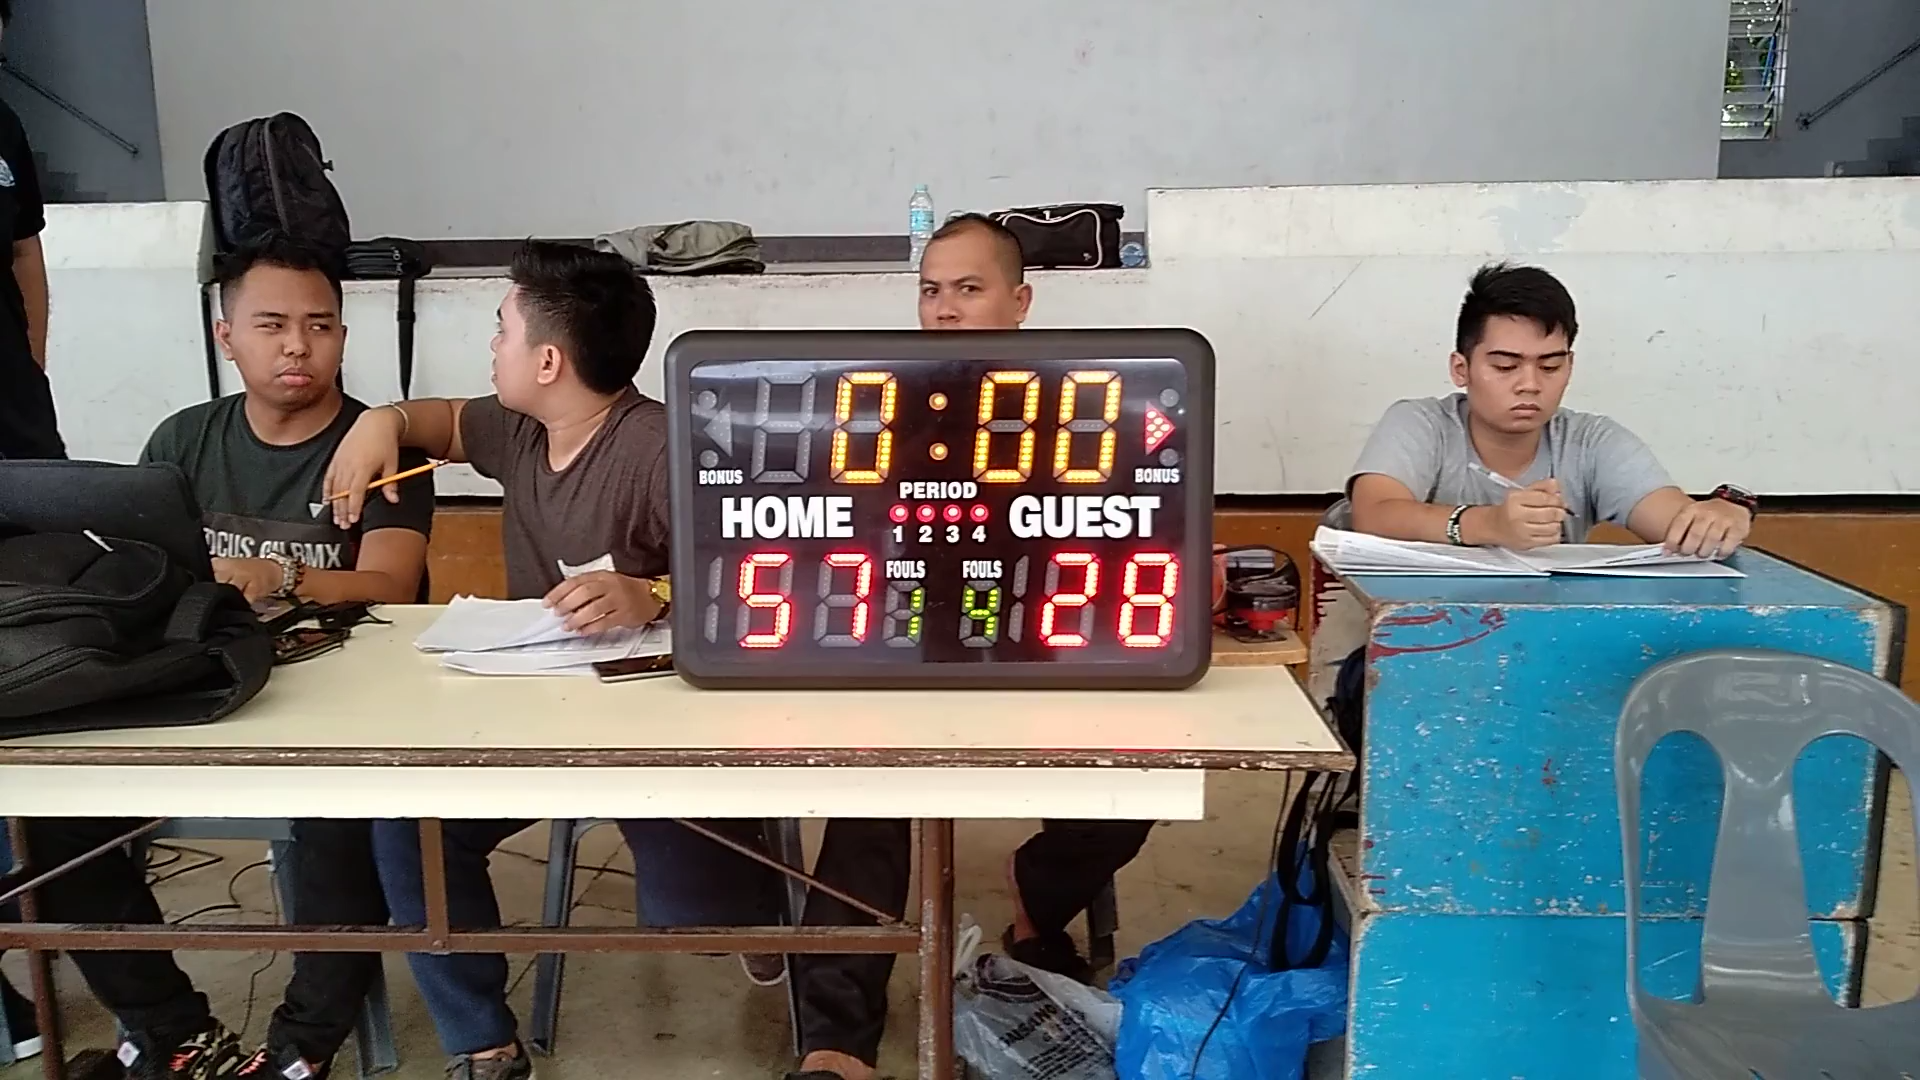 0:00
BONUS
BONUS
PERIOD
HOME
GUEST
1 2 3 4
FOULS
FOULS
57
1
4
28